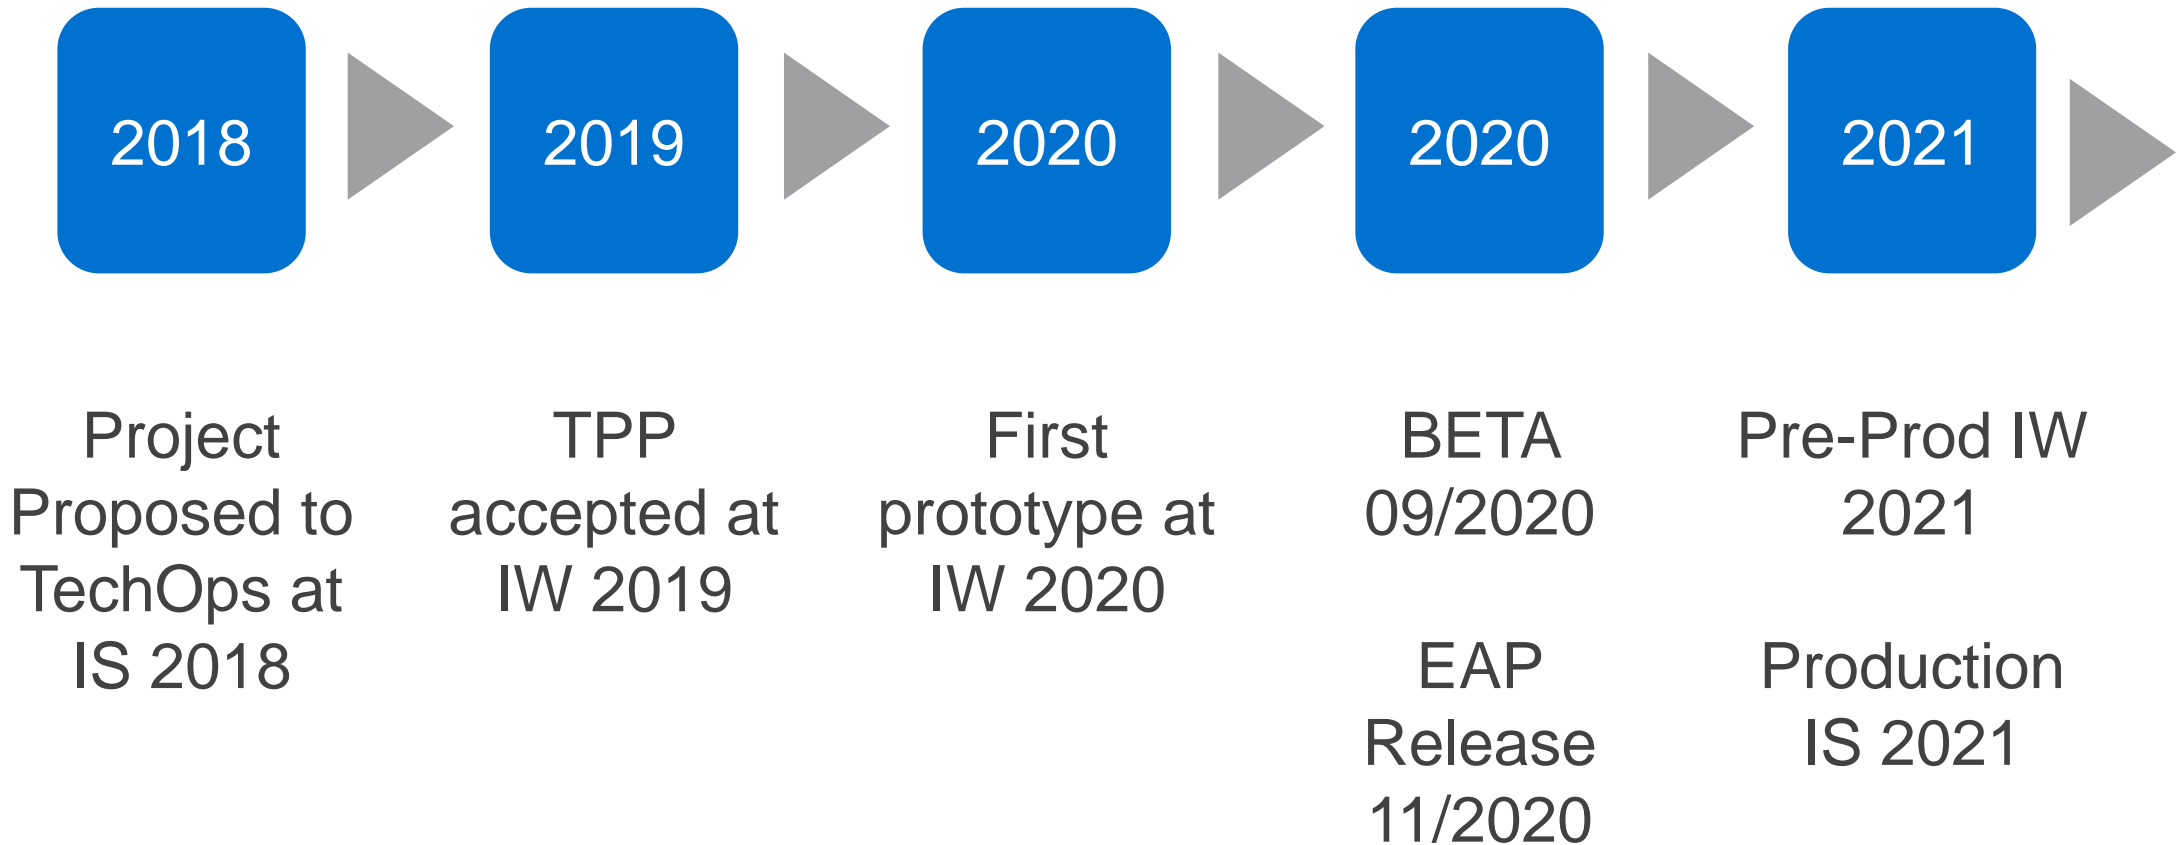 2018
2019
2020
2020
2021
Project
Proposed to
TechOps at
IS 2018
TPP
accepted at
IW 2019
First
prototype at
IW 2020
BETA
09/2020
EAP
Release
11/2020
Pre-Prod IW
2021
Production
IS 2021